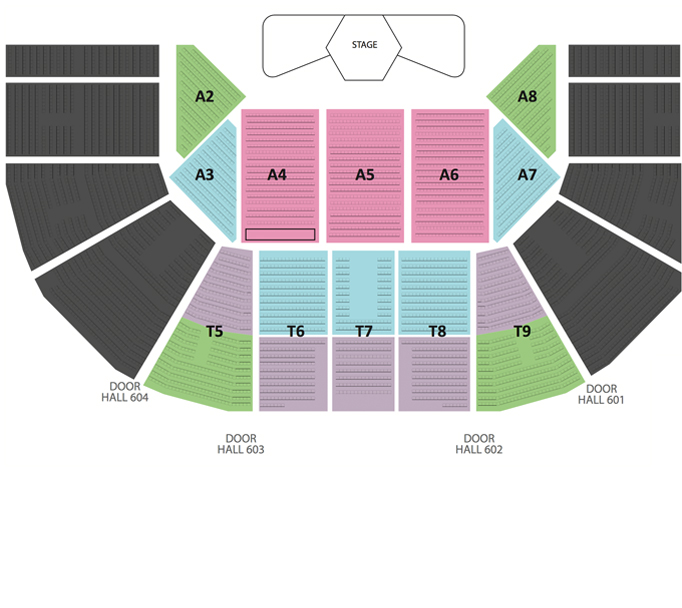 STAGE
A2
A8
A3
A4
A5
A6
A7
T5
T6
T7
T8
T9
DOOR
HALL 604
DOOR
HALL 601
DOOR
HALL 603
DOOR
HALL 602